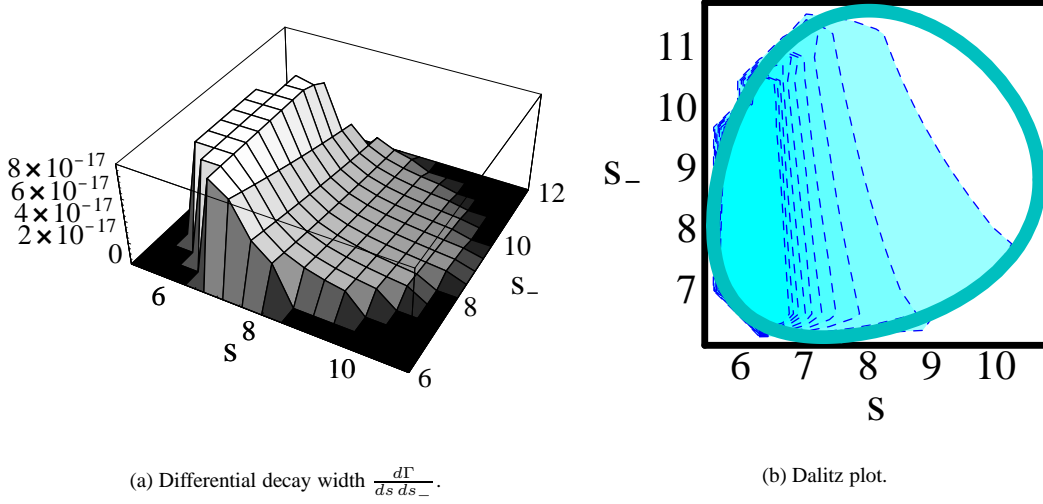 8×10⁻¹⁷
6×10⁻¹⁷
4×10⁻¹⁷
2×10⁻¹⁷
0
6
8
10
s
6
8
10
12
s₋
(a) Differential decay width dΓ/ds ds₋.
11
10
9
8
7
s₋
6 7 8 9 10
s
(b) Dalitz plot.